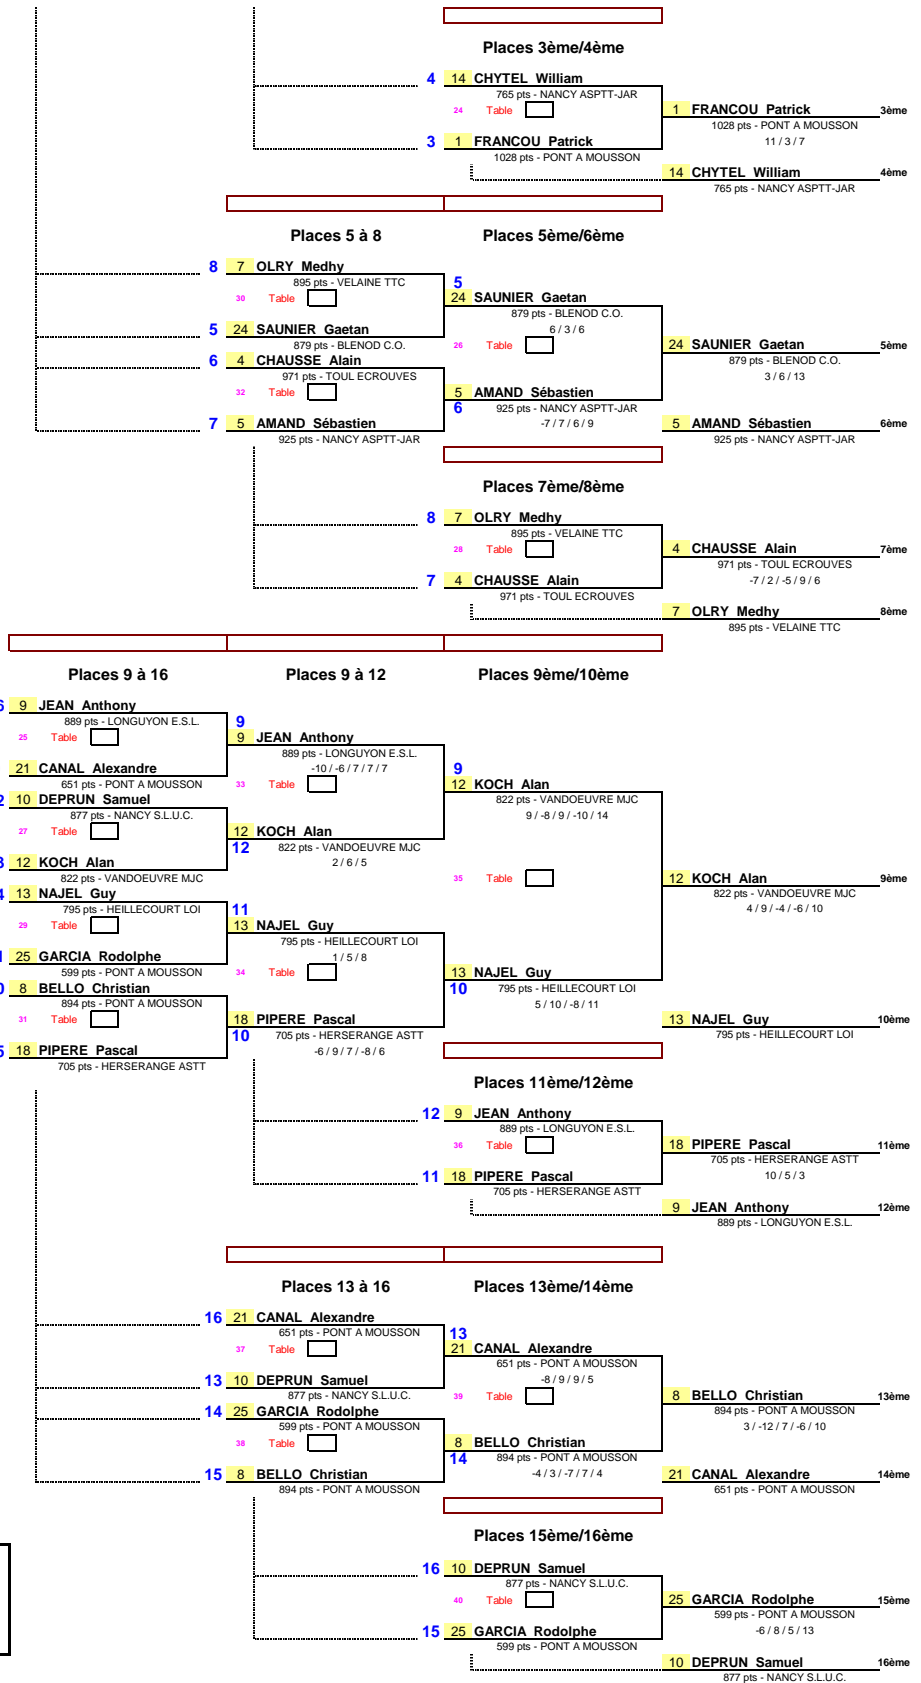 Places 3ème/4ème
4 14 CHYTEL William
765 pts - NANCY ASPTT-JAR
24 Table
1 FRANCOU Patrick 3ème
1028 pts - PONT A MOUSSON
11 / 3 / 7
3 1 FRANCOU Patrick
1028 pts - PONT A MOUSSON
14 CHYTEL William 4ème
765 pts - NANCY ASPTT-JAR
Places 5 à 8 Places 5ème/6ème
8 7 OLRY Medhy
895 pts - VELAINE TTC
30 Table
5
24 SAUNIER Gaetan
879 pts - BLENOD C.O.
6 / 3 / 6
5 24 SAUNIER Gaetan
879 pts - BLENOD C.O.
26 Table
24 SAUNIER Gaetan 5ème
879 pts - BLENOD C.O.
3 / 6 / 13
6 4 CHAUSSE Alain
971 pts - TOUL ECROUVES
32 Table
5 AMAND Sébastien
6
925 pts - NANCY ASPTT-JAR
-7 / 7 / 6 / 9
7 5 AMAND Sébastien
925 pts - NANCY ASPTT-JAR
5 AMAND Sébastien 6ème
925 pts - NANCY ASPTT-JAR
Places 7ème/8ème
8 7 OLRY Medhy
895 pts - VELAINE TTC
28 Table
4 CHAUSSE Alain 7ème
971 pts - TOUL ECROUVES
-7 / 2 / -5 / 9 / 6
7 4 CHAUSSE Alain
971 pts - TOUL ECROUVES
7 OLRY Medhy 8ème
895 pts - VELAINE TTC
Places 9 à 16 Places 9 à 12 Places 9ème/10ème
6 9 JEAN Anthony
889 pts - LONGUYON E.S.L.
25 Table
9
9 JEAN Anthony
889 pts - LONGUYON E.S.L.
-10 / -6 / 7 / 7 / 7
21 CANAL Alexandre
651 pts - PONT A MOUSSON
33 Table
9
12 KOCH Alan
822 pts - VANDOEUVRE MJC
9 / -8 / 9 / -10 / 14
2 10 DEPRUN Samuel
877 pts - NANCY S.L.U.C.
27 Table
12 KOCH Alan
12
822 pts - VANDOEUVRE MJC
2 / 6 / 5
3 12 KOCH Alan
822 pts - VANDOEUVRE MJC
35 Table
12 KOCH Alan 9ème
822 pts - VANDOEUVRE MJC
4 / 9 / -4 / -6 / 10
4 13 NAJEL Guy
795 pts - HEILLECOURT LOI
29 Table
11
13 NAJEL Guy
795 pts - HEILLECOURT LOI
1 / 5 / 8
1 25 GARCIA Rodolphe
599 pts - PONT A MOUSSON
34 Table
13 NAJEL Guy
10
795 pts - HEILLECOURT LOI
5 / 10 / -8 / 11
0 8 BELLO Christian
894 pts - PONT A MOUSSON
31 Table
18 PIPERE Pascal
10
705 pts - HERSERANGE ASTT
-6 / 9 / 7 / -8 / 6
13 NAJEL Guy 10ème
795 pts - HEILLECOURT LOI
5 18 PIPERE Pascal
705 pts - HERSERANGE ASTT
Places 11ème/12ème
12 9 JEAN Anthony
889 pts - LONGUYON E.S.L.
36 Table
18 PIPERE Pascal 11ème
705 pts - HERSERANGE ASTT
10 / 5 / 3
11 18 PIPERE Pascal
705 pts - HERSERANGE ASTT
9 JEAN Anthony 12ème
889 pts - LONGUYON E.S.L.
Places 13 à 16 Places 13ème/14ème
16 21 CANAL Alexandre
651 pts - PONT A MOUSSON
37 Table
13
21 CANAL Alexandre
651 pts - PONT A MOUSSON
-8 / 9 / 9 / 5
13 10 DEPRUN Samuel
877 pts - NANCY S.L.U.C.
39 Table
8 BELLO Christian 13ème
894 pts - PONT A MOUSSON
3 / -12 / 7 / -6 / 10
14 25 GARCIA Rodolphe
599 pts - PONT A MOUSSON
38 Table
8 BELLO Christian
14
894 pts - PONT A MOUSSON
-4 / 3 / -7 / 7 / 4
15 8 BELLO Christian
894 pts - PONT A MOUSSON
21 CANAL Alexandre 14ème
651 pts - PONT A MOUSSON
Places 15ème/16ème
16 10 DEPRUN Samuel
877 pts - NANCY S.L.U.C.
40 Table
25 GARCIA Rodolphe 15ème
599 pts - PONT A MOUSSON
-6 / 8 / 5 / 13
15 25 GARCIA Rodolphe
599 pts - PONT A MOUSSON
10 DEPRUN Samuel 16ème
877 pts - NANCY S.L.U.C.